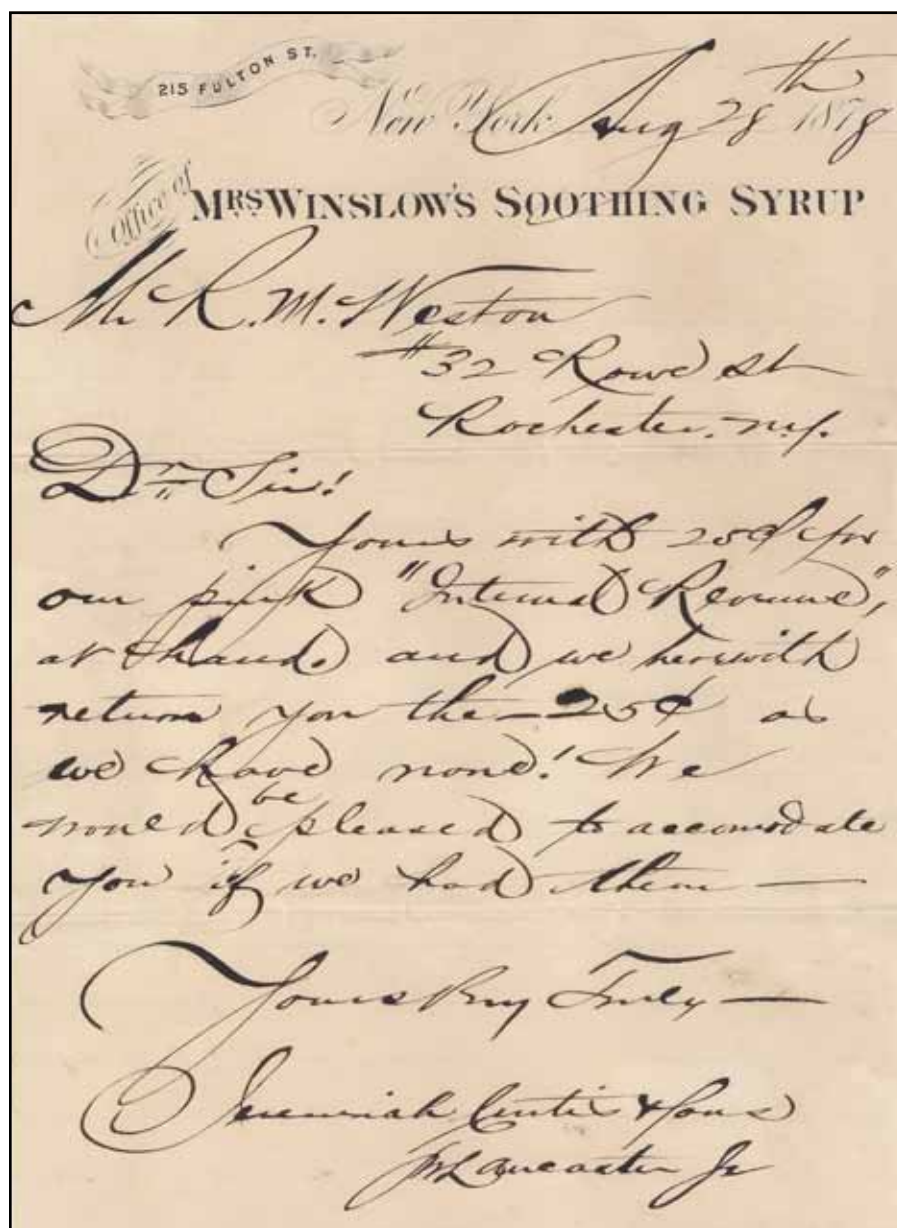 215 FULTON ST.
New York Aug 28th 1878
Office of MRS WINSLOW'S SOOTHING SYRUP
Mr R. M. Weston
#32 Rowe St
Rochester. N.Y.
Dr Sir!
Yours with 25¢ for
our pink "Internal Revenue",
at hand. and we herewith
return you the - 25¢ as
we have none! We
would be pleased to accomodate
you if we had them —
Yours Very Truly —
Jeremiah Curtis & Sons
Lancaster Jr